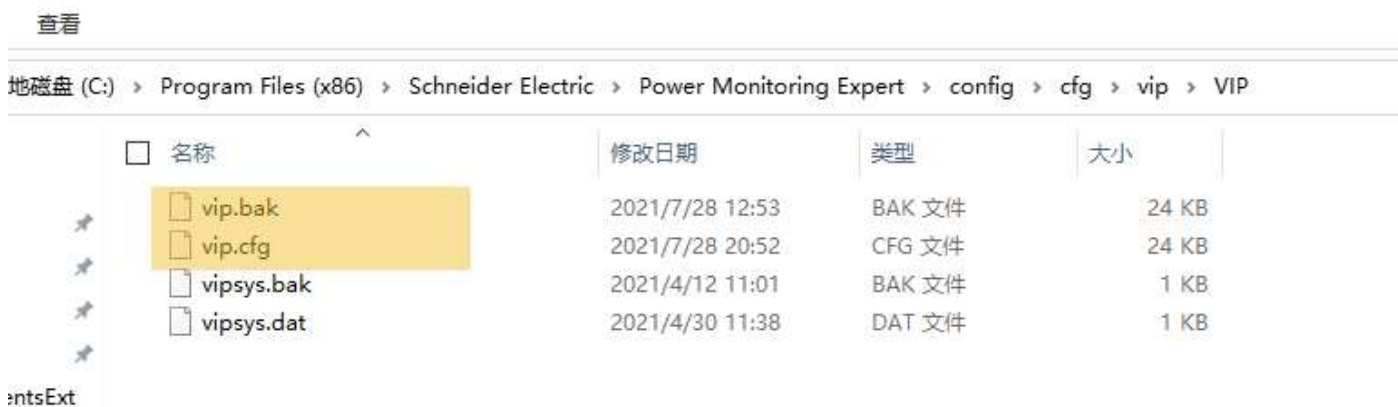 查看
地磁盘 (C:) › Program Files (x86) › Schneider Electric › Power Monitoring Expert › config › cfg › vip › VIP
名称 修改日期 类型 大小
vip.bak 2021/7/28 12:53 BAK 文件 24 KB
vip.cfg 2021/7/28 20:52 CFG 文件 24 KB
vipsys.bak 2021/4/12 11:01 BAK 文件 1 KB
vipsys.dat 2021/4/30 11:38 DAT 文件 1 KB
entsExt